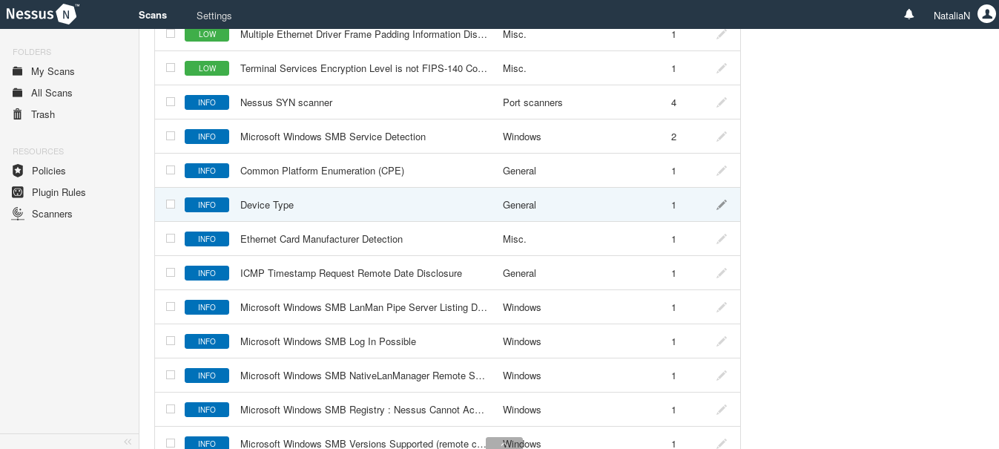 Nessus N ™ Scans Settings NataliaN
FOLDERS
My Scans
All Scans
Trash
RESOURCES
Policies
Plugin Rules
Scanners
LOW Multiple Ethernet Driver Frame Padding Information Dis… Misc. 1
LOW Terminal Services Encryption Level is not FIPS-140 Co… Misc. 1
INFO Nessus SYN scanner Port scanners 4
INFO Microsoft Windows SMB Service Detection Windows 2
INFO Common Platform Enumeration (CPE) General 1
INFO Device Type General 1
INFO Ethernet Card Manufacturer Detection Misc. 1
INFO ICMP Timestamp Request Remote Date Disclosure General 1
INFO Microsoft Windows SMB LanMan Pipe Server Listing D… Windows 1
INFO Microsoft Windows SMB Log In Possible Windows 1
INFO Microsoft Windows SMB NativeLanManager Remote S… Windows 1
INFO Microsoft Windows SMB Registry : Nessus Cannot Ac… Windows 1
INFO Microsoft Windows SMB Versions Supported (remote c… Windows 1